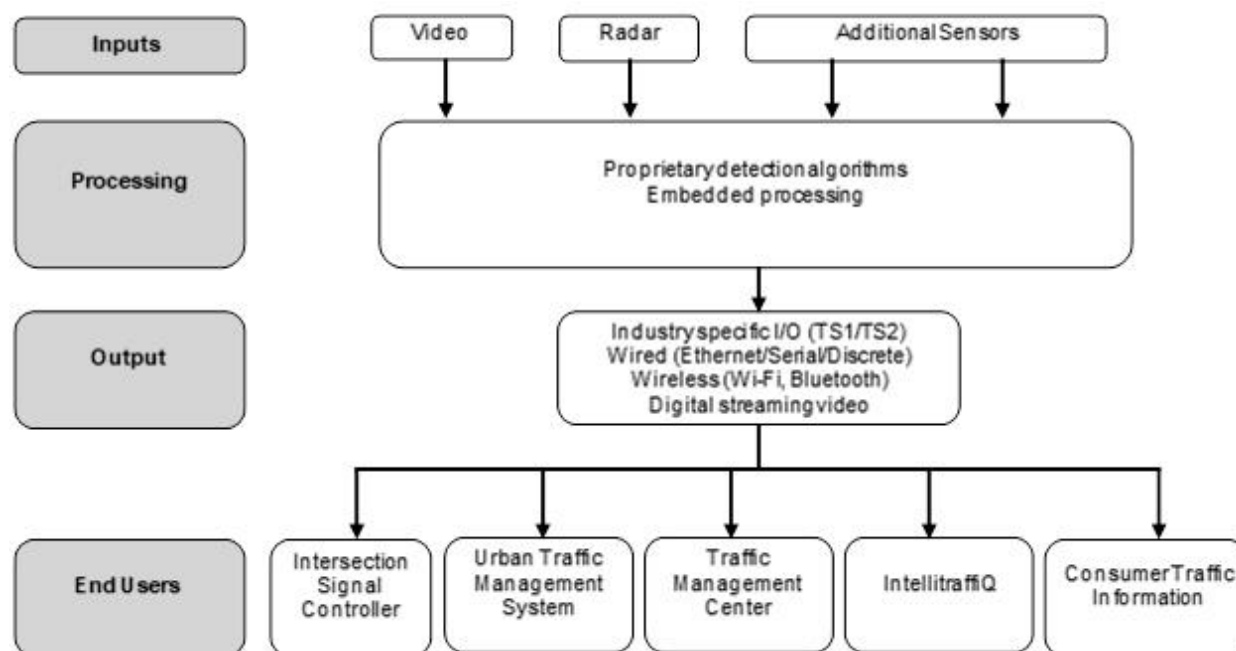 Inputs
Video
Radar
Additional Sensors
Processing
Proprietary detection algorithms
Embedded processing
Output
Industry specific I/O (TS1/TS2)
Wired (Ethernet/Serial/Discrete)
Wireless (Wi-Fi, Bluetooth)
Digital streaming video
End Users
Intersection
Signal
Controller
Urban Traffic
Management
System
Traffic
Management
Center
IntellitraffiQ
Consumer Traffic
Information